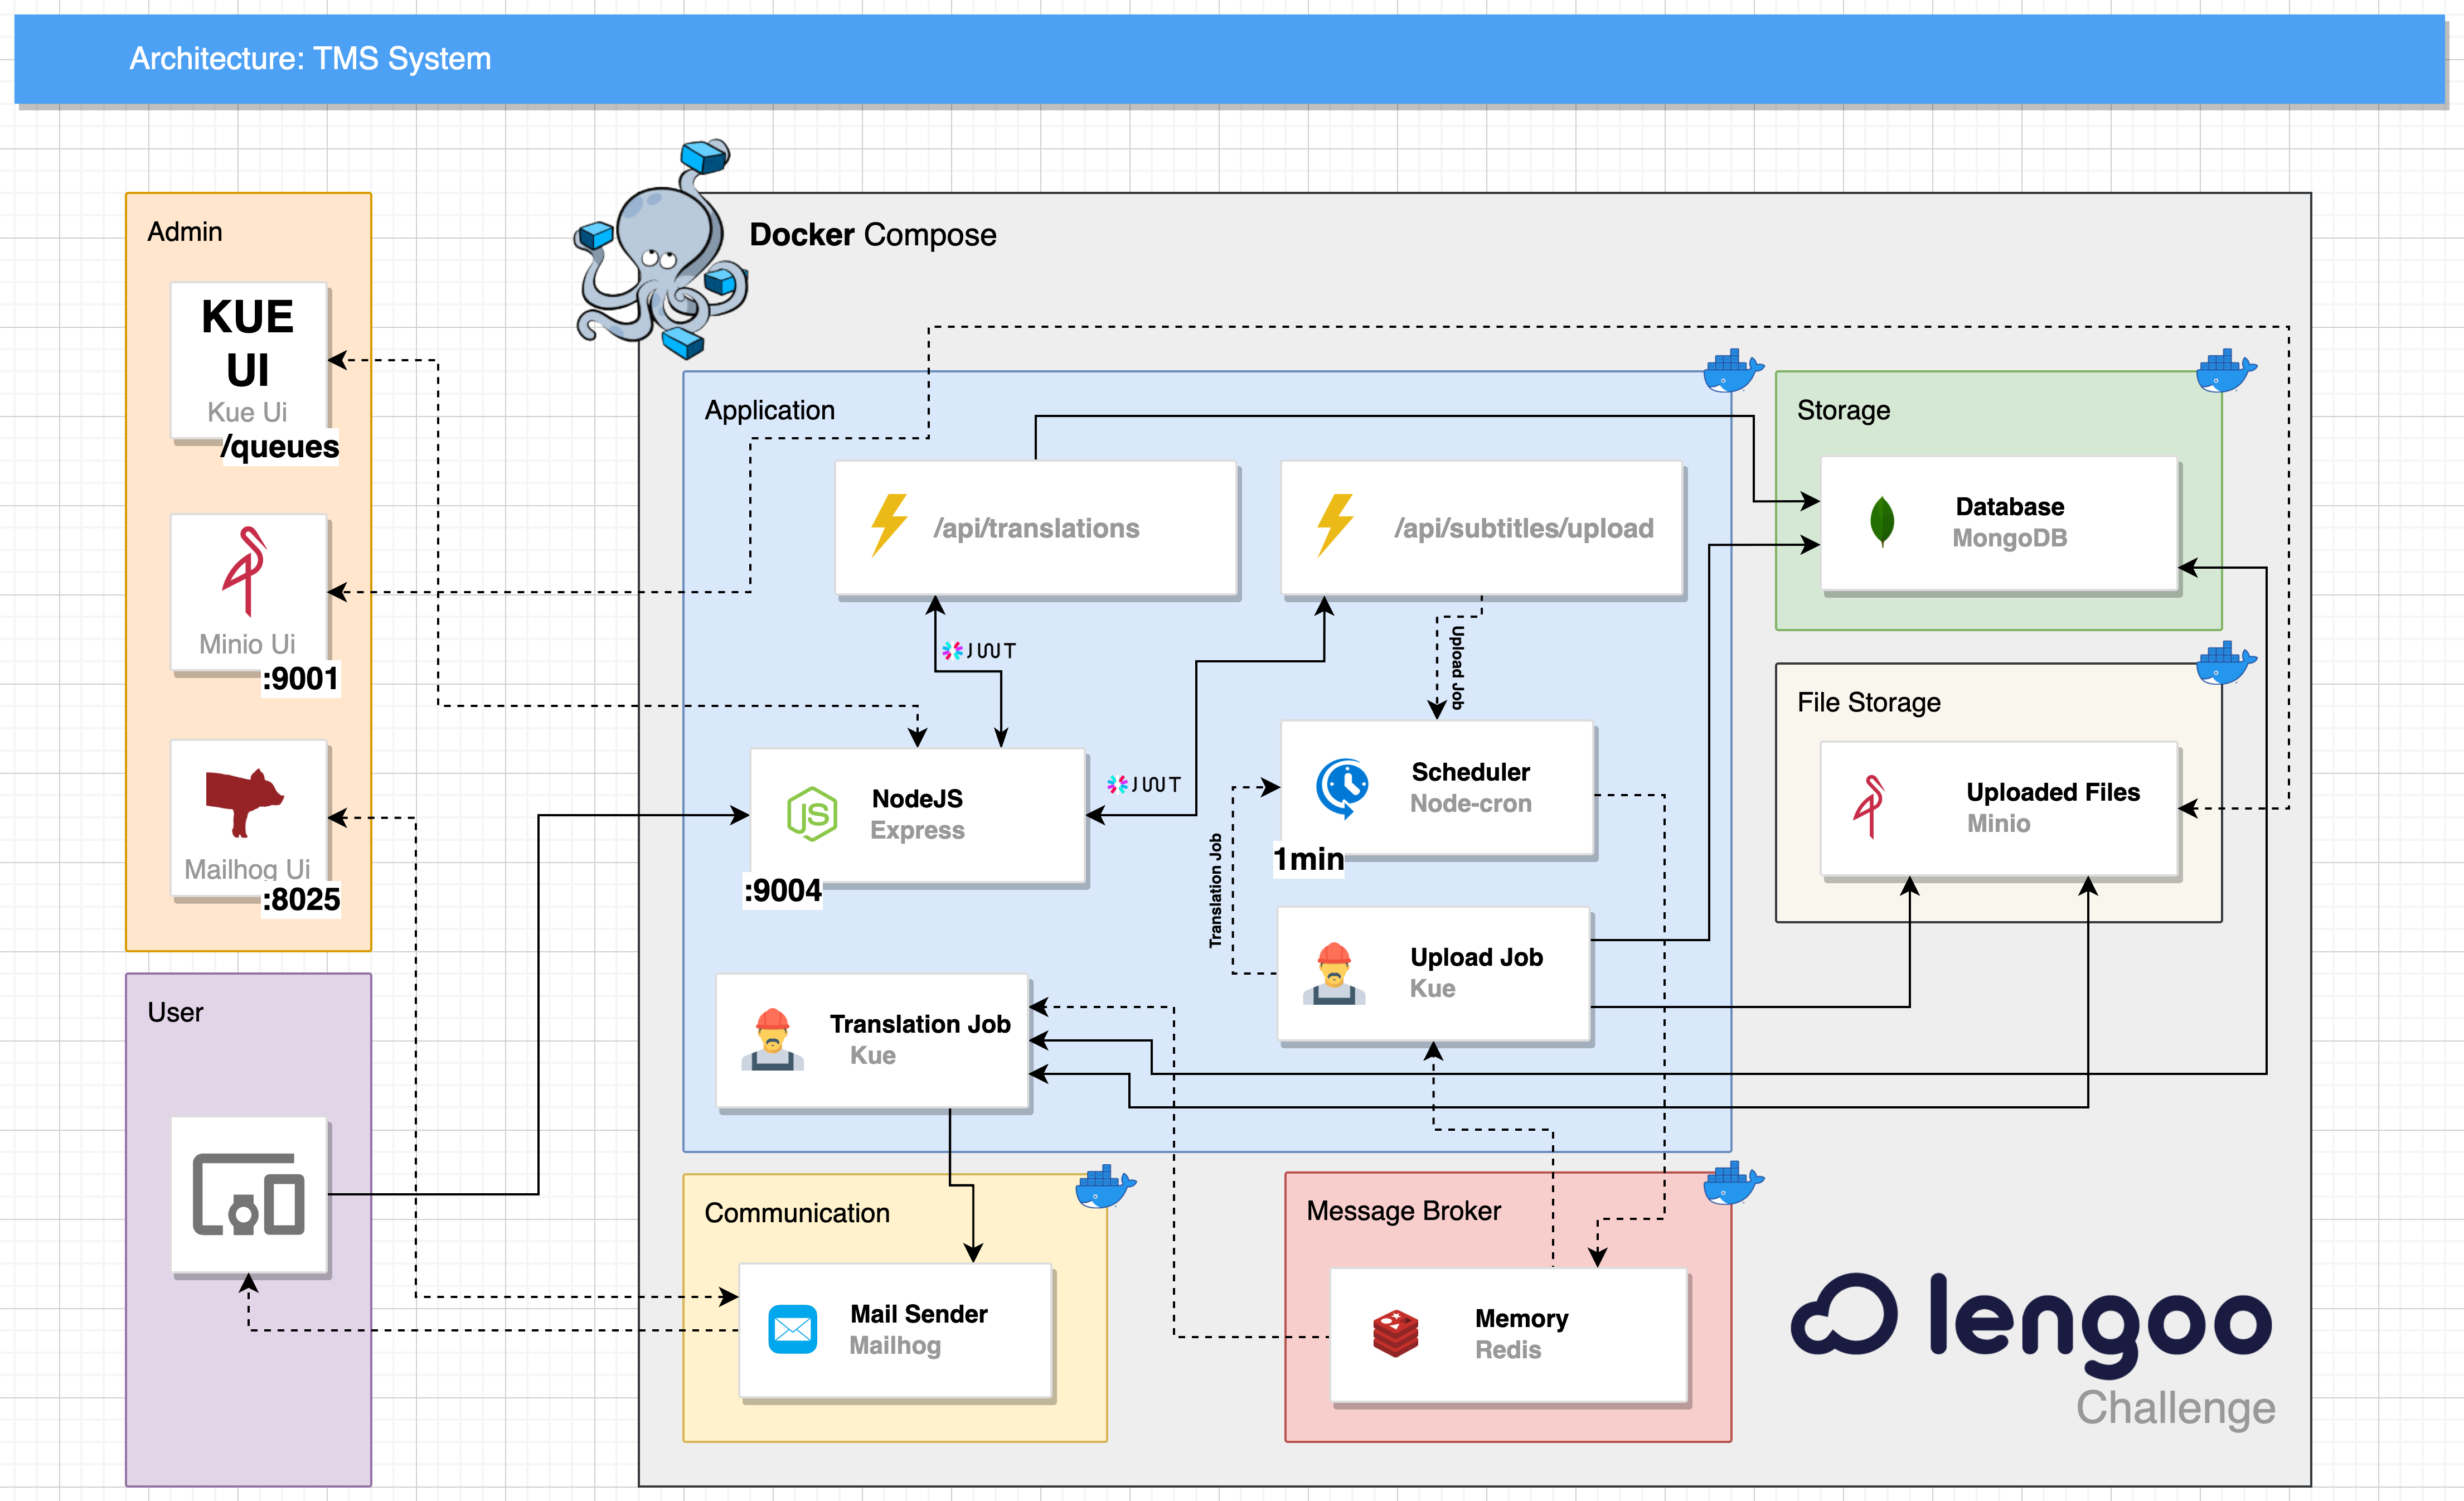 Architecture: TMS System
Admin
KUE
UI
Kue Ui
/queues
Minio Ui
:9001
Mailhog Ui
:8025
User
Docker Compose
Application
/api/translations
/api/subtitles/upload
JWT
Upload Job
JWT
NodeJS
Express
:9004
Scheduler
Node-cron
1min
Translation Job
Upload Job
Kue
Translation Job
Kue
Storage
Database
MongoDB
File Storage
Uploaded Files
Minio
Communication
Mail Sender
Mailhog
Message Broker
Memory
Redis
lengoo
Challenge